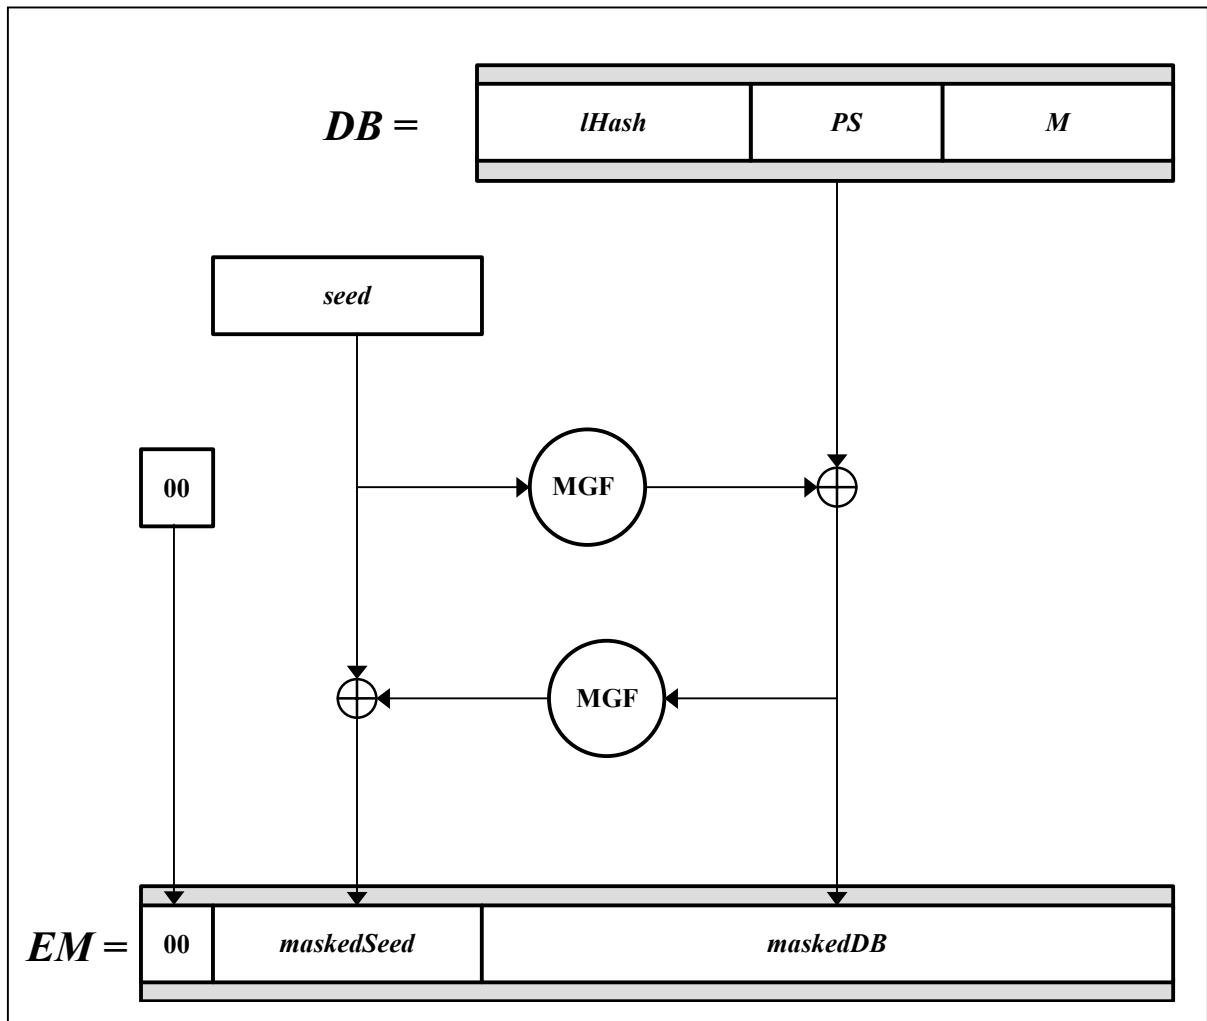 DB = lHash PS M
seed
00 MGF
MGF
EM = 00 maskedSeed maskedDB